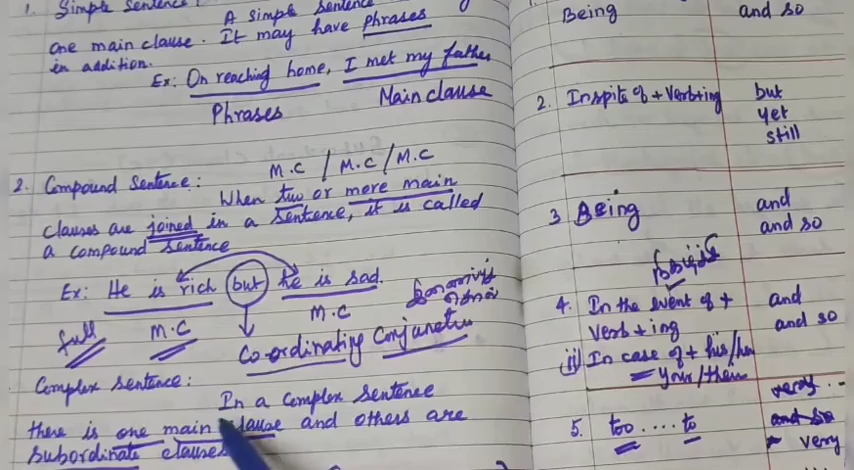 1. Simple Sentence:
A simple sentence
one main clause. It may have phrases
in addition.
Ex: On reaching home, I met my father
Phrases Main clause
2. Compound Sentence: M.C / M.C / M.C
When two or more main
clauses are joined in a sentence, it is called
a compound sentence
Ex: He is rich but he is sad.
full M.C M.C
Co-ordinating Conjunction
Complex sentence:
In a complex sentence
there is one main clause and others are
subordinate clauses
Being and so
2. Inspite of + Verb+ing but
yet
still
3 Being and
and so
4. In the event of + and
Verb + ing and so
(ii) In case of + his/her
your/them
5. too .... to very ...
and so
very